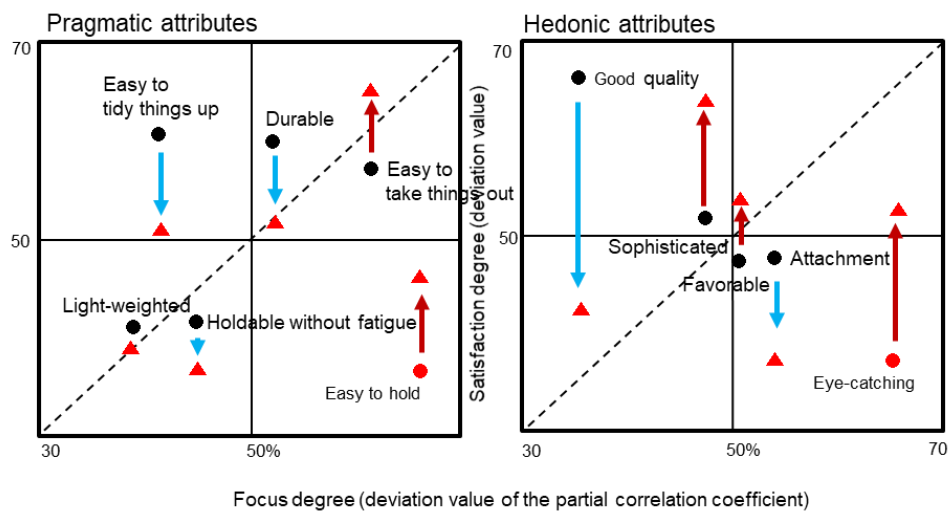 Pragmatic attributes
70
Easy to
tidy things up
Durable
Easy to
take things out
50
Light-weighted
Holdable without fatigue
Easy to hold
30
50%
Hedonic attributes
70
Good quality
Satisfaction degree (deviation value)
50
Sophisticated
Favorable
Attachment
Eye-catching
30
50%
70
Focus degree (deviation value of the partial correlation coefficient)